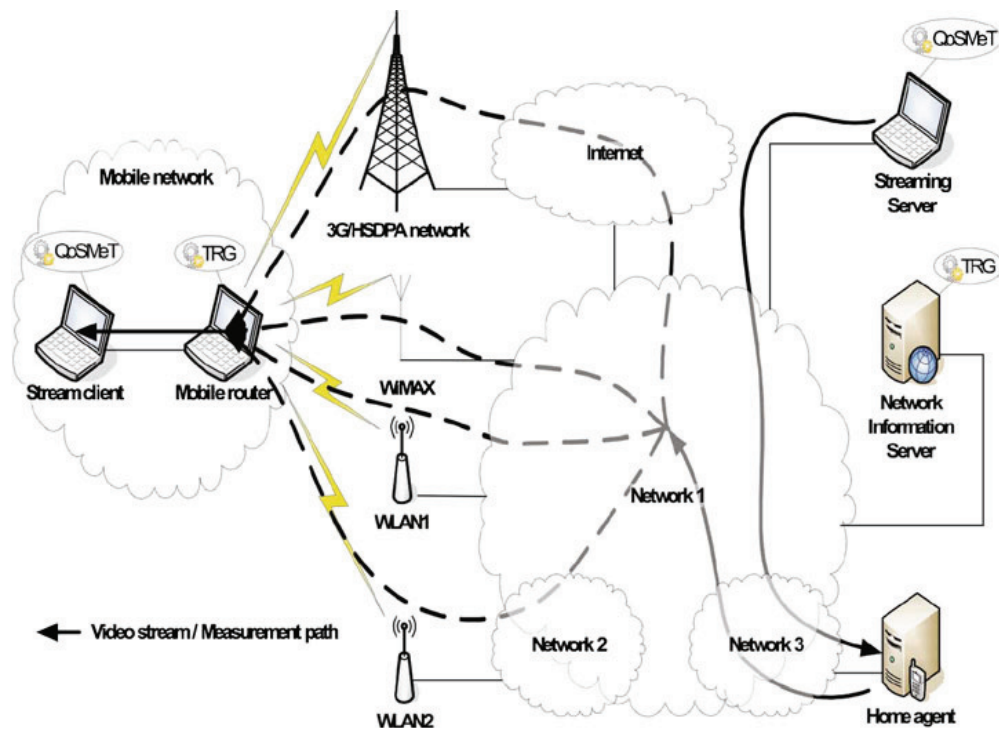 QoSMeT
Streaming
Server
Internet
Mobile network
3G/HSDPA network
QoSMeT
TRG
TRG
Stream client
Mobile router
WiMAX
Network
Information
Server
WLAN1
Network 1
Video stream / Measurement path
Network 2
Network 3
WLAN2
Home agent